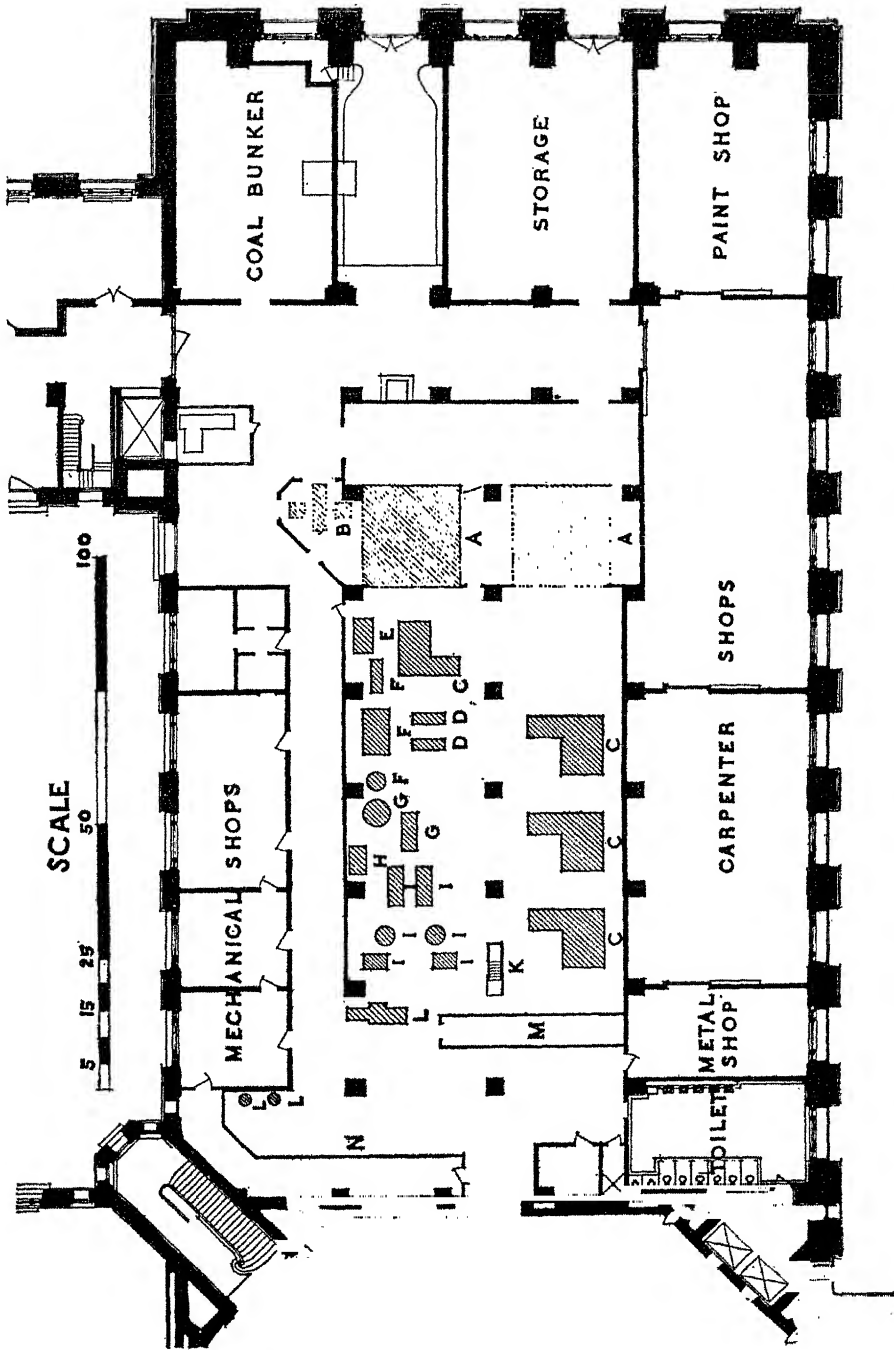 SCALE
5 15 25 50 100
MECHANICAL SHOPS
COAL BUNKER
L
L
B
N
H
E
I
F
G F
F
I
L
G
I
I
I
D
D
C
A
K
M
STORAGE
C
C
C
A
METAL
SHOP
TOILET
CARPENTER SHOPS
PAINT SHOP